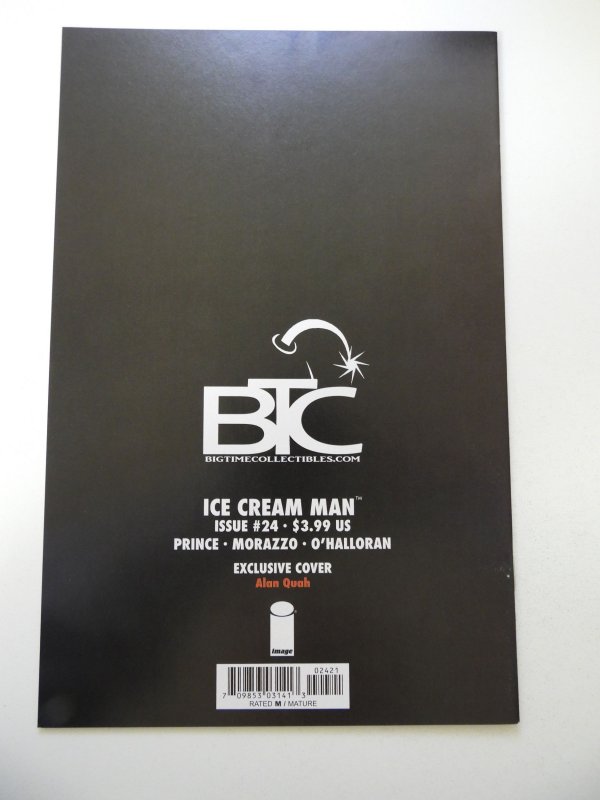 BTC
BIGTIMECOLLECTIBLES.COM
ICE CREAM MAN™
ISSUE #24 · $3.99 US
PRINCE · MORAZZO · O'HALLORAN
EXCLUSIVE COVER
Alan Quah
image
02421
7 09853 03141 3
RATED M / MATURE